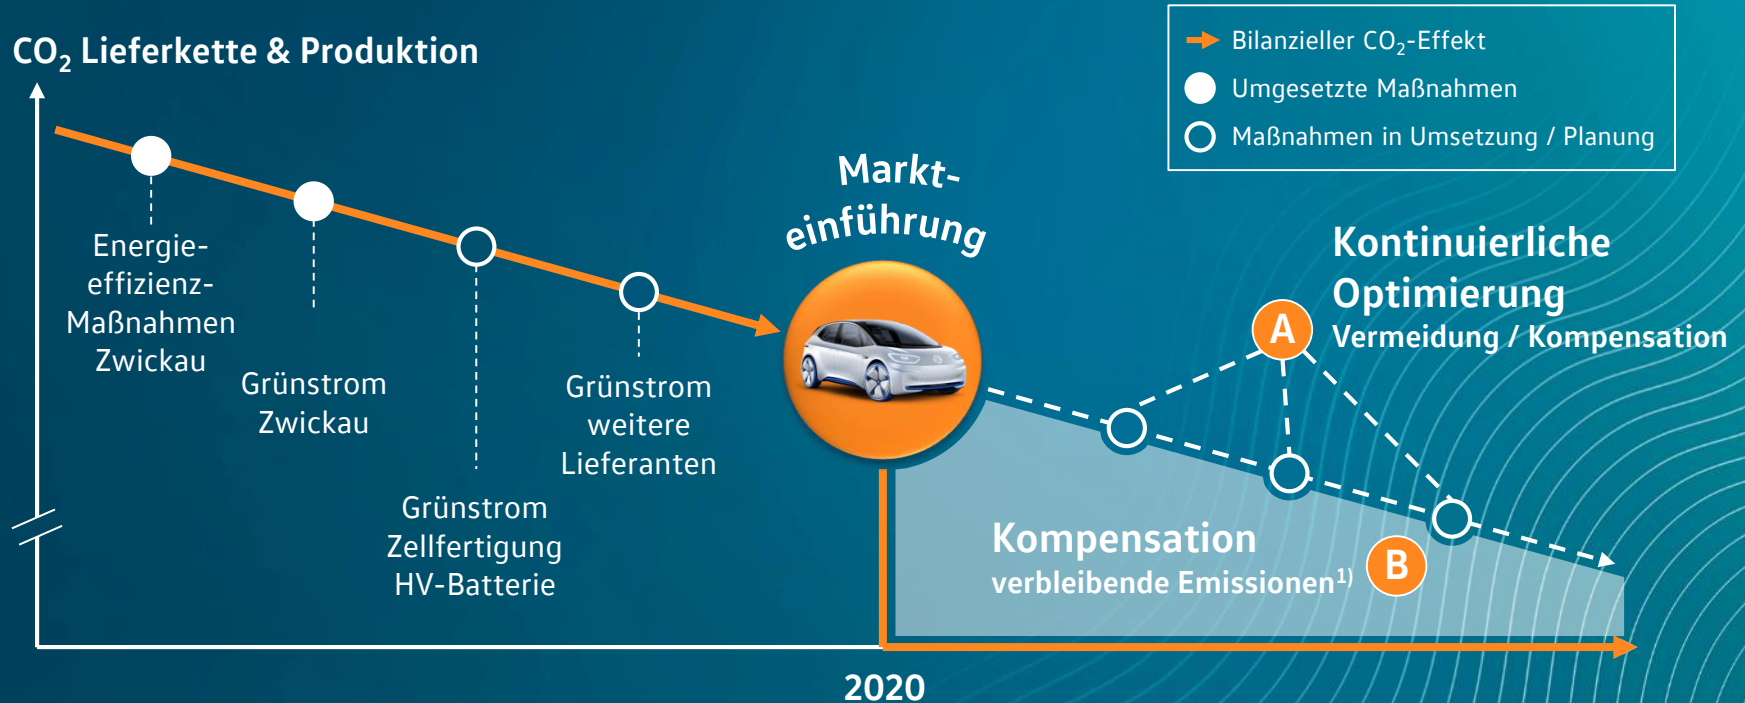 CO₂ Lieferkette & Produktion
Bilanzieller CO₂-Effekt
Umgesetzte Maßnahmen
Maßnahmen in Umsetzung / Planung
Energie-
effizienz-
Maßnahmen
Zwickau
Grünstrom
Zwickau
Grünstrom
Zellfertigung
HV-Batterie
Grünstrom
weitere
Lieferanten
Markt-
einführung
Kontinuierliche
Optimierung
A
Vermeidung / Kompensation
Kompensation
verbleibende Emissionen¹⁾
B
2020